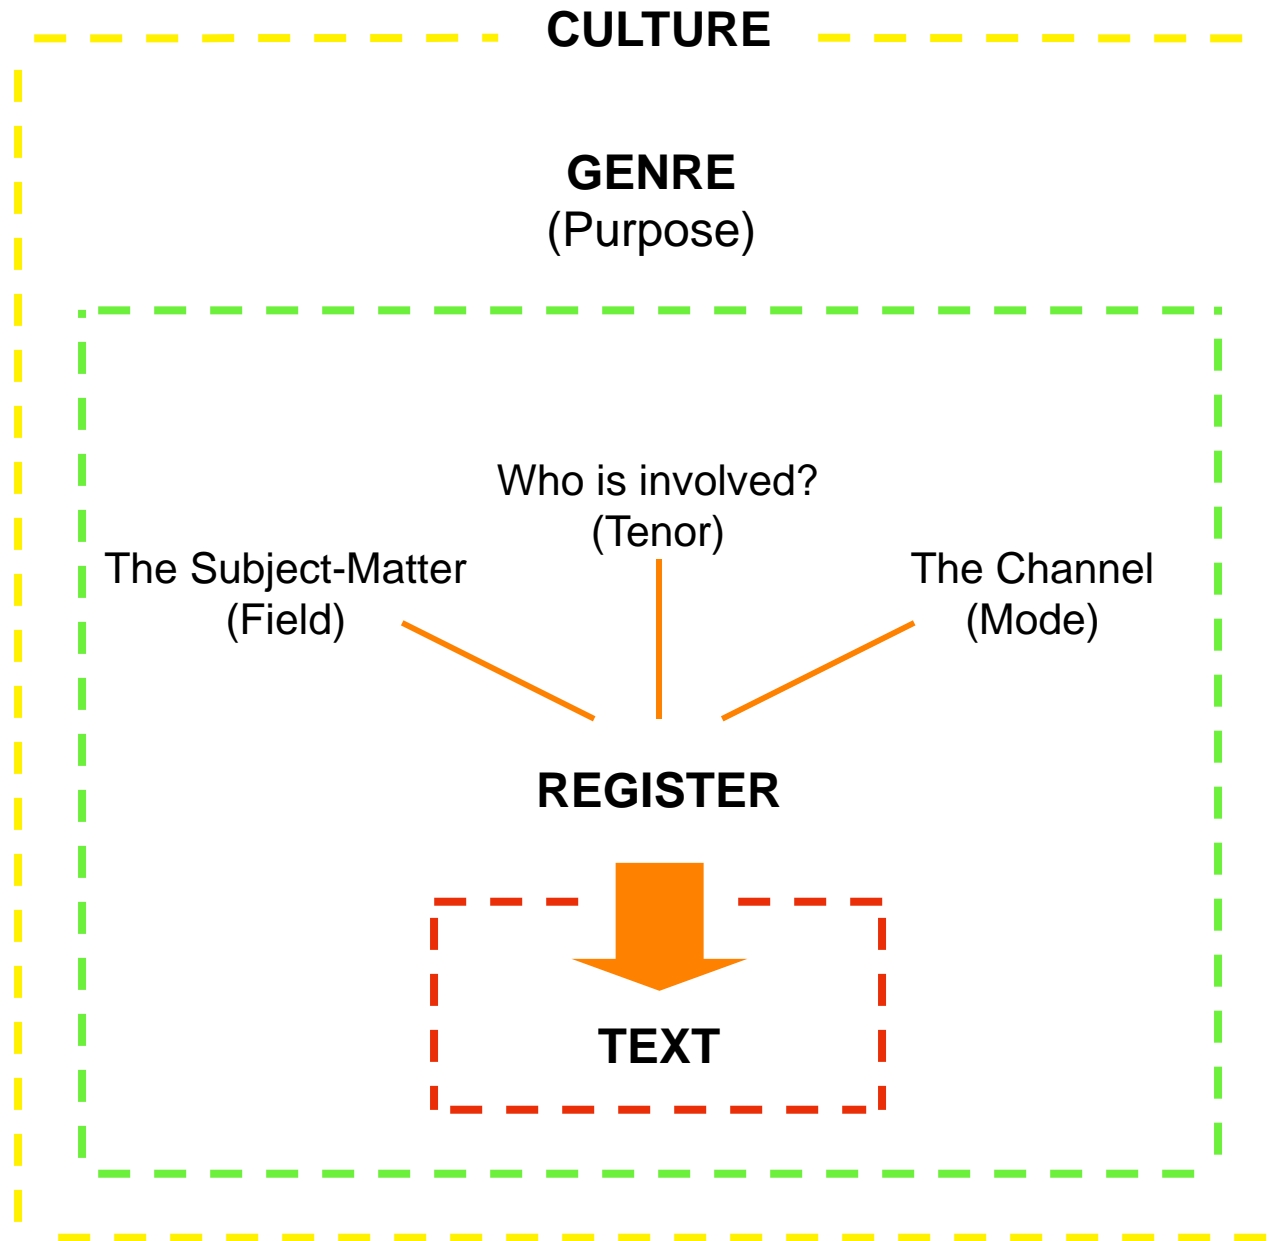 CULTURE
GENRE
(Purpose)
Who is involved?
(Tenor)
The Subject-Matter
(Field)
The Channel
(Mode)
REGISTER
TEXT